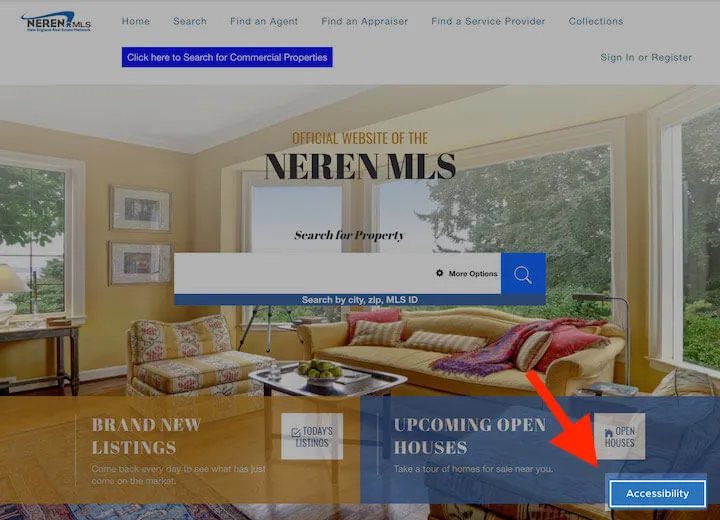 NEREN MLS
New England Real Estate Network
Home Search Find an Agent Find an Appraiser Find a Service Provider Collections
Click here to Search for Commercial Properties
Sign In or Register
OFFICIAL WEBSITE OF THE
NEREN MLS
Search for Property
More Options
Search by city, zip, MLS ID
BRAND NEW
LISTINGS
Come back every day to see what has just
come on the market.
TODAY'S
LISTINGS
UPCOMING OPEN
HOUSES
Take a tour of homes for sale near you.
OPEN
HOUSES
Accessibility